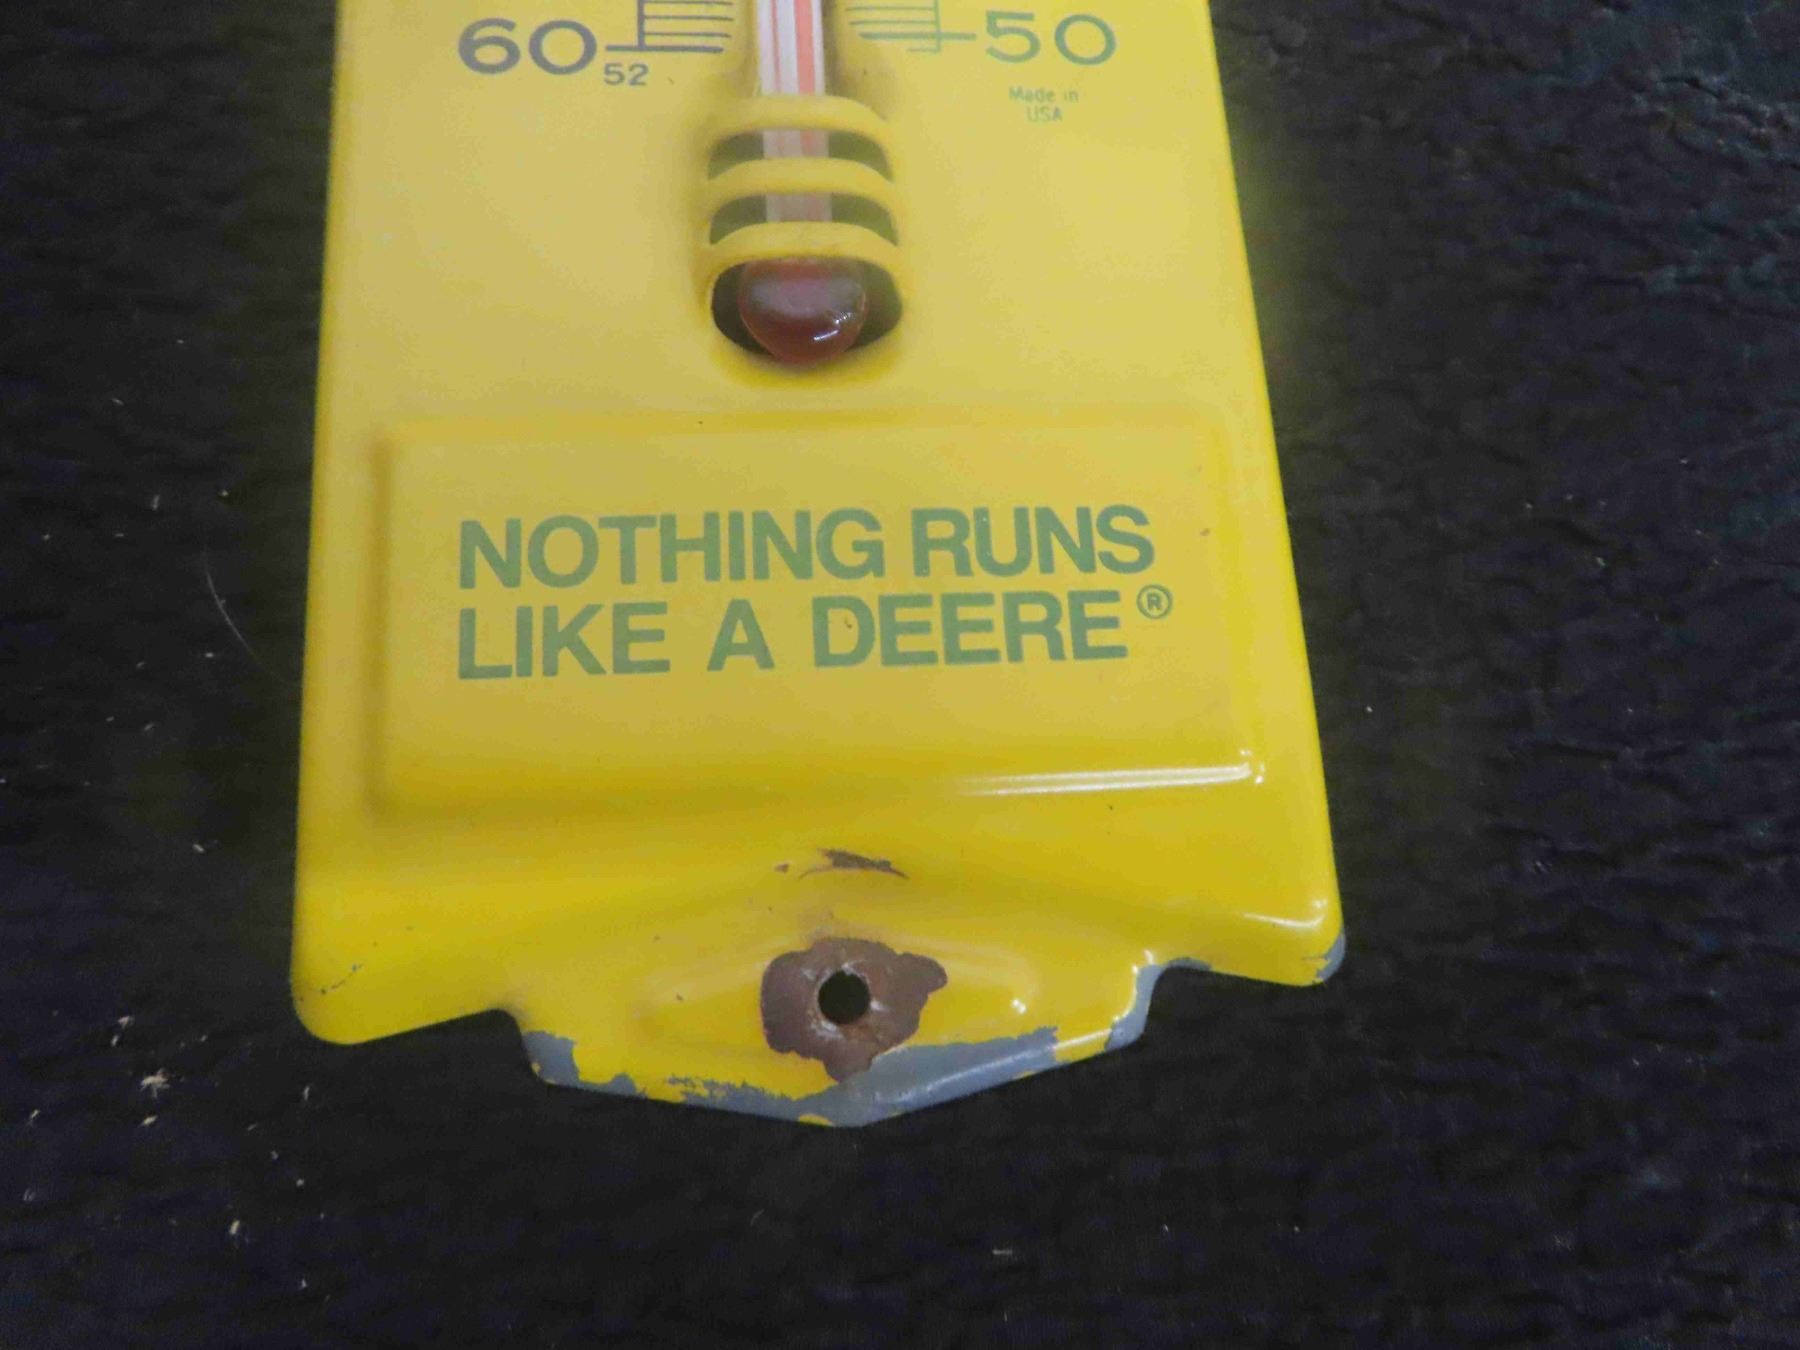 60 50
52
Made in
USA
NOTHING RUNS
LIKE A DEERE®